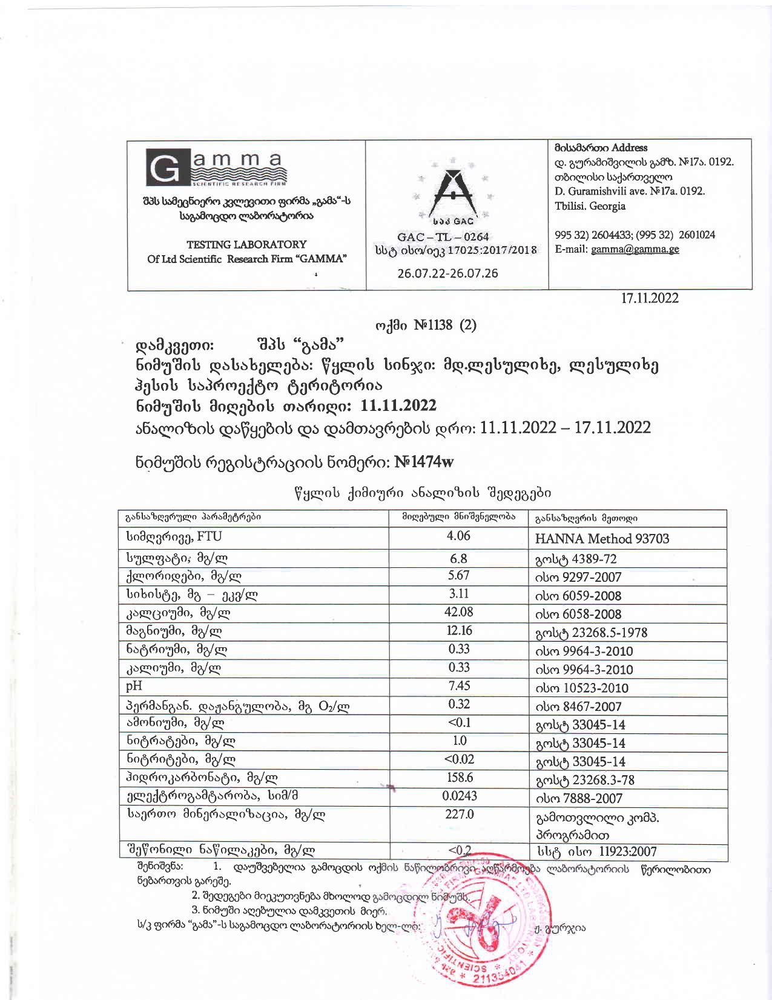 Gamma
SCIENTIFIC RESEARCH FIRM
შპს სამეცნიერო კვლევითი ფირმა „გამა“-ს
საგამოცდო ლაბორატორია
TESTING LABORATORY
Of Ltd Scientific Research Firm “GAMMA”
საკ GAC
GAC – TL – 0264
სსტ ისო/იეკ 17025:2017/2018
26.07.22-26.07.26
მისამართი Address
დ. გურამიშვილის გამზ. №17ა. 0192.
თბილისი საქართველო
D. Guramishvili ave. №17a. 0192.
Tbilisi. Georgia
995 32) 2604433; (995 32) 2601024
E-mail: gamma@gamma.ge
17.11.2022
ოქმი №1138 (2)
დამკვეთი: შპს “გამა”
ნიმუშის დასახელება: წყლის სინჯი: მდ.ლესულიხე, ლესულიხე
ჰესის საპროექტო ტერიტორია
ნიმუშის მიღების თარიღი: 11.11.2022
ანალიზის დაწყების და დამთავრების დრო: 11.11.2022 – 17.11.2022
ნიმუშის რეგისტრაციის ნომერი: №1474w
წყლის ქიმიური ანალიზის შედეგები
განსაზღვრული პარამეტრები მიღებული მნიშვნელობა განსაზღვრის მეთოდი
სიმღვრივე, FTU 4.06 HANNA Method 93703
სულფატი, მგ/ლ 6.8 გოსტ 4389-72
ქლორიდები, მგ/ლ 5.67 ისო 9297-2007
სიხისტე, მგ – ეკვ/ლ 3.11 ისო 6059-2008
კალციუმი, მგ/ლ 42.08 ისო 6058-2008
მაგნიუმი, მგ/ლ 12.16 გოსტ 23268.5-1978
ნატრიუმი, მგ/ლ 0.33 ისო 9964-3-2010
კალიუმი, მგ/ლ 0.33 ისო 9964-3-2010
pH 7.45 ისო 10523-2010
პერმანგან. დაჟანგულობა, მგ O₂/ლ 0.32 ისო 8467-2007
ამონიუმი, მგ/ლ <0.1 გოსტ 33045-14
ნიტრატები, მგ/ლ 1.0 გოსტ 33045-14
ნიტრიტები, მგ/ლ <0.02 გოსტ 33045-14
ჰიდროკარბონატი, მგ/ლ 158.6 გოსტ 23268.3-78
ელექტროგამტარობა, სიმ/მ 0.0243 ისო 7888-2007
საერთო მინერალიზაცია, მგ/ლ 227.0 გამოთვლილი კომპ.
პროგრამით
შეწონილი ნაწილაკები, მგ/ლ <0.2 სსტ ისო 11923:2007
შენიშვნა: 1. დაუშვებელია გამოცდის ოქმის ნაწილობრივი აღწარმოება ლაბორატორიის წერილობითი
ნებართვის გარეშე.
2. შედეგები მიეკუთვნება მხოლოდ გამოცდილ ნიმუშს.
3. ნიმუში აღებულია დამკვეთის მიერ.
ს/კ ფირმა “გამა”-ს საგამოცდო ლაბორატორიის ხელ-ლი: ჟ. გურჯია
211354041